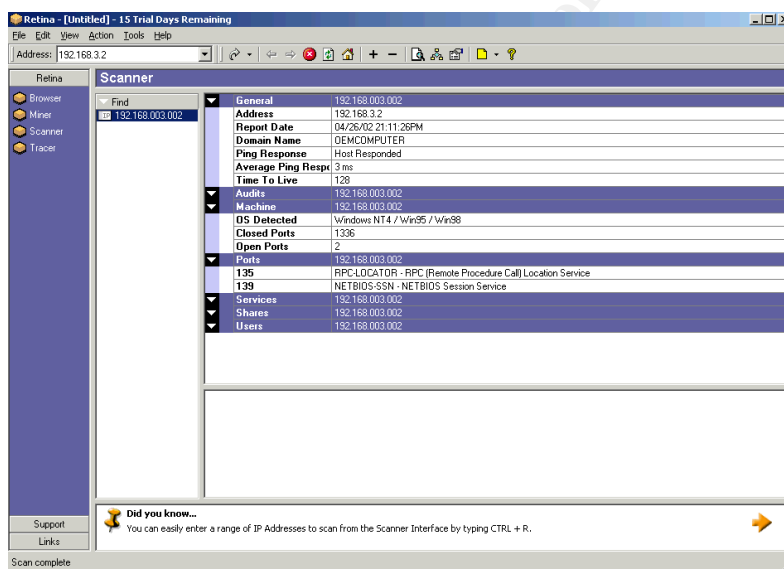 Retina - [Untitled] - 15 Trial Days Remaining
File Edit View Action Tools Help
Address: 192.168.3.2
Retina
Browser
Miner
Scanner
Tracer
Support
Links
Scanner
Find
IP 192.168.003.002
General 192.168.003.002
Address 192.168.3.2
Report Date 04/26/02 21:11:26PM
Domain Name OEMCOMPUTER
Ping Response Host Responded
Average Ping Respo 3 ms
Time To Live 128
Audits 192.168.003.002
Machine 192.168.003.002
OS Detected Windows NT4 / Win95 / Win98
Closed Ports 1336
Open Ports 2
Ports 192.168.003.002
135 RPC-LOCATOR - RPC (Remote Procedure Call) Location Service
139 NETBIOS-SSN - NETBIOS Session Service
Services 192.168.003.002
Shares 192.168.003.002
Users 192.168.003.002
Did you know...
You can easily enter a range of IP Addresses to scan from the Scanner Interface by typing CTRL + R.
Scan complete